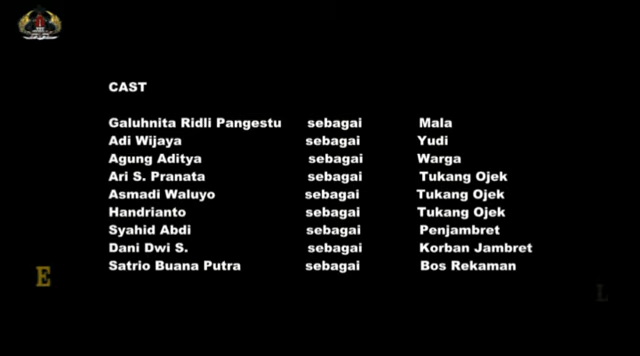 CAST
Galuhnita Ridli Pangestu sebagai Mala
Adi Wijaya sebagai Yudi
Agung Aditya sebagai Warga
Ari S. Pranata sebagai Tukang Ojek
Asmadi Waluyo sebagai Tukang Ojek
Handrianto sebagai Tukang Ojek
Syahid Abdi sebagai Penjambret
Dani Dwi S. sebagai Korban Jambret
Satrio Buana Putra sebagai Bos Rekaman
E L